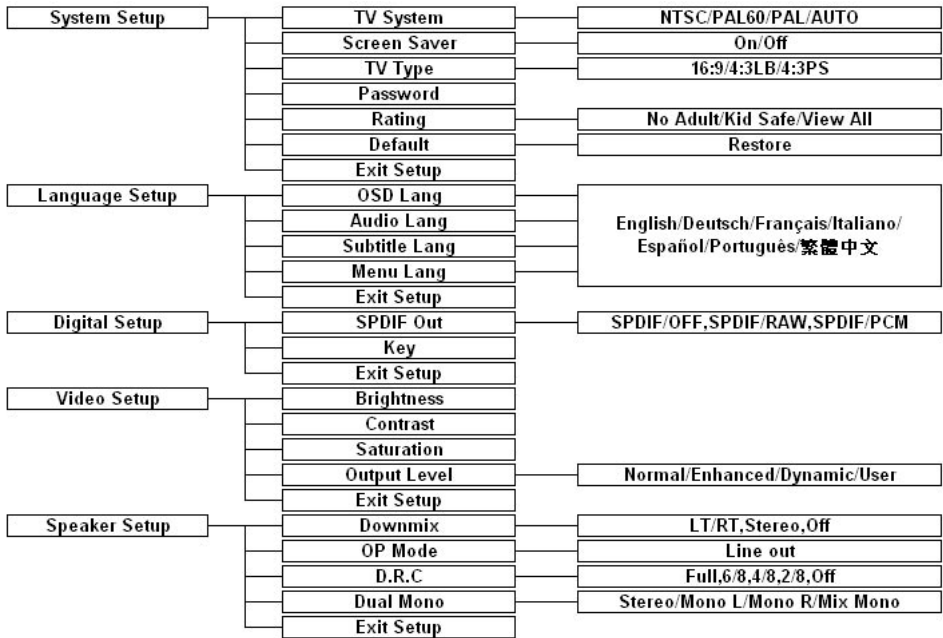 System Setup
TV System
NTSC/PAL60/PAL/AUTO
Screen Saver
On/Off
TV Type
16:9/4:3LB/4:3PS
Password
Rating
No Adult/Kid Safe/View All
Default
Restore
Exit Setup
Language Setup
OSD Lang
Audio Lang
Subtitle Lang
Menu Lang
English/Deutsch/Français/Italiano/
Español/Português/繁體中文
Exit Setup
Digital Setup
SPDIF Out
SPDIF/OFF,SPDIF/RAW,SPDIF/PCM
Key
Exit Setup
Video Setup
Brightness
Contrast
Saturation
Output Level
Normal/Enhanced/Dynamic/User
Exit Setup
Speaker Setup
Downmix
LT/RT,Stereo,Off
OP Mode
Line out
D.R.C
Full,6/8,4/8,2/8,Off
Dual Mono
Stereo/Mono L/Mono R/Mix Mono
Exit Setup